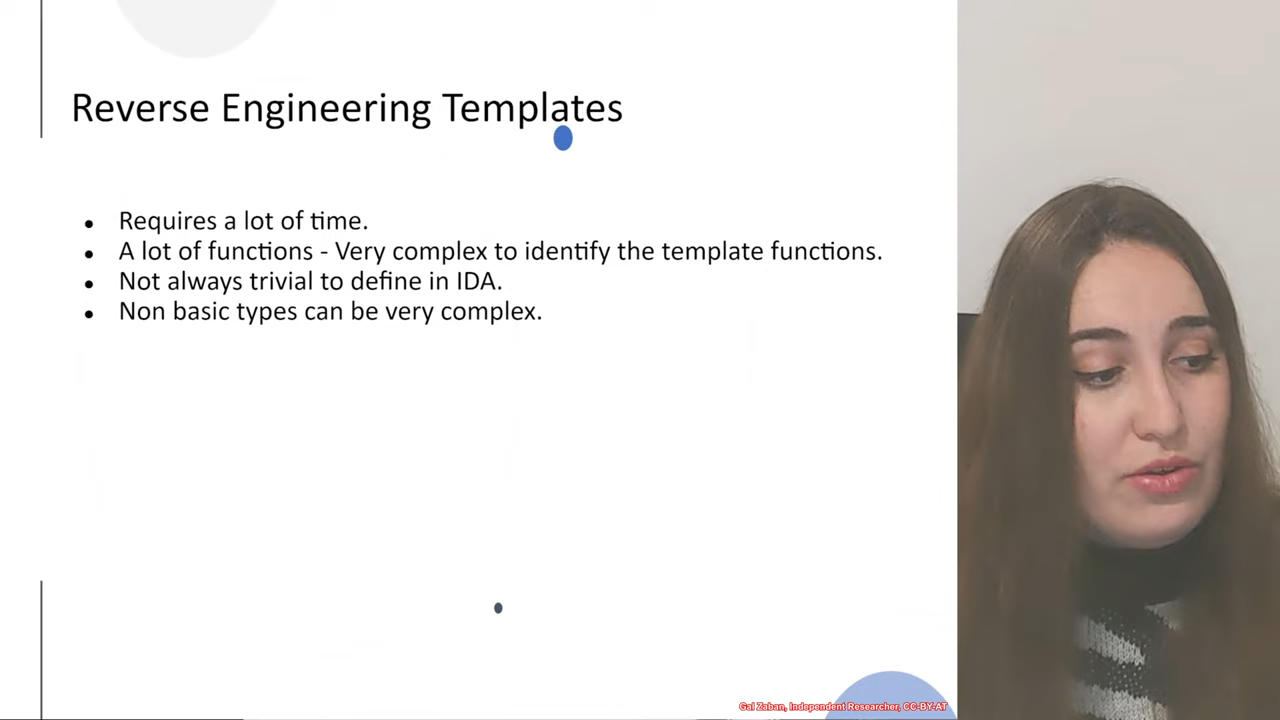 Reverse Engineering Templates
Requires a lot of time.
A lot of functions - Very complex to identify the template functions.
Not always trivial to define in IDA.
Non basic types can be very complex.
Gal Zaban, Independent Researcher, CC-BY-AT